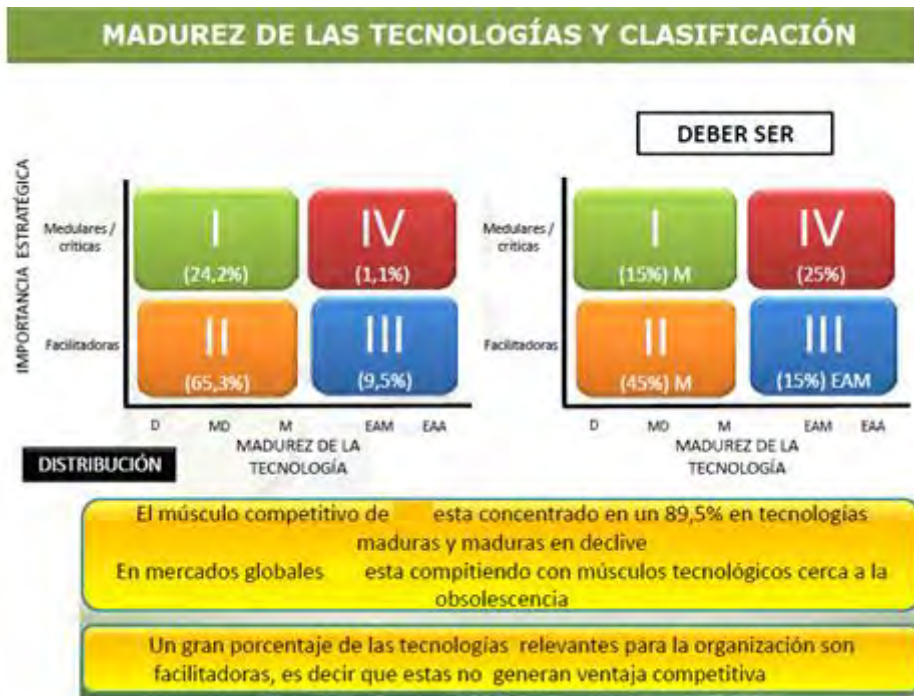 MADUREZ DE LAS TECNOLOGÍAS Y CLASIFICACIÓN
DEBER SER
IMPORTANCIA ESTRATÉGICA
Medulares /
críticas
Facilitadoras
I
(24,2%)
IV
(1,1%)
II
(65,3%)
III
(9,5%)
D MD M EAM EAA
MADUREZ DE LA
TECNOLOGÍA
Medulares /
críticas
Facilitadoras
I
(15%) M
IV
(25%)
II
(45%) M
III
(15%) EAM
D MD M EAM EAA
MADUREZ DE LA
TECNOLOGÍA
DISTRIBUCIÓN
El músculo competitivo de esta concentrado en un 89,5% en tecnologías
maduras y maduras en declive
En mercados globales esta compitiendo con músculos tecnológicos cerca a la
obsolescencia
Un gran porcentaje de las tecnologías relevantes para la organización son
facilitadoras, es decir que estas no generan ventaja competitiva